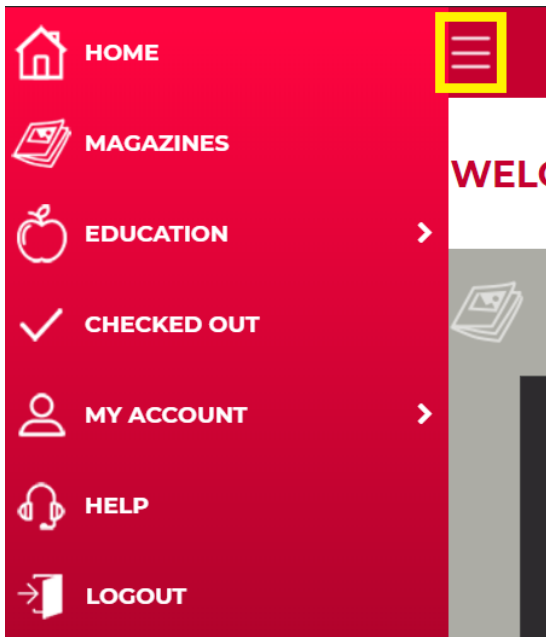 HOME
MAGAZINES
WELC
EDUCATION
CHECKED OUT
MY ACCOUNT
HELP
LOGOUT